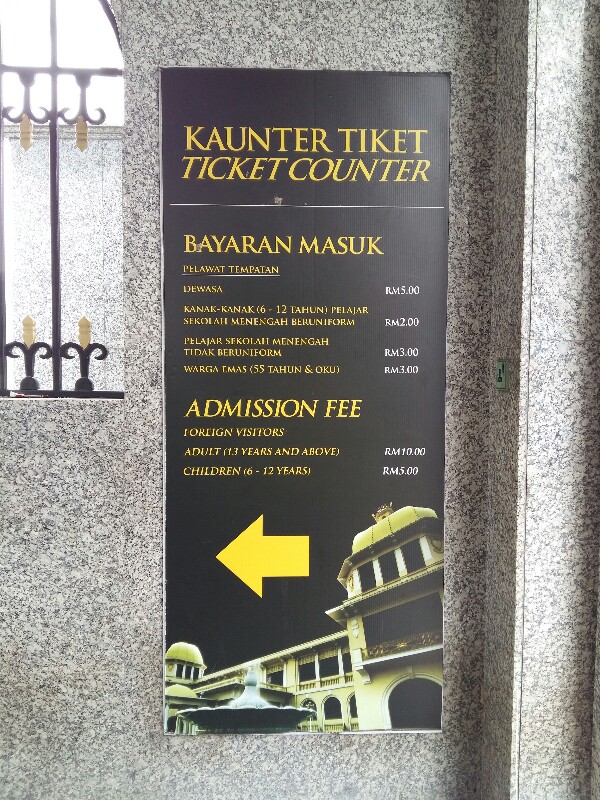 KAUNTER TIKET
TICKET COUNTER
BAYARAN MASUK
PELAWAT TEMPATAN
DEWASA RM5.00
KANAK-KANAK (6 - 12 TAHUN) PELAJAR
SEKOLAH MENENGAH BERUNIFORM RM2.00
PELAJAR SEKOLAH MENENGAH
TIDAK BERUNIFORM RM3.00
WARGA EMAS (55 TAHUN & OKU) RM3.00
ADMISSION FEE
FOREIGN VISITORS
ADULT (13 YEARS AND ABOVE) RM10.00
CHILDREN (6 - 12 YEARS) RM5.00